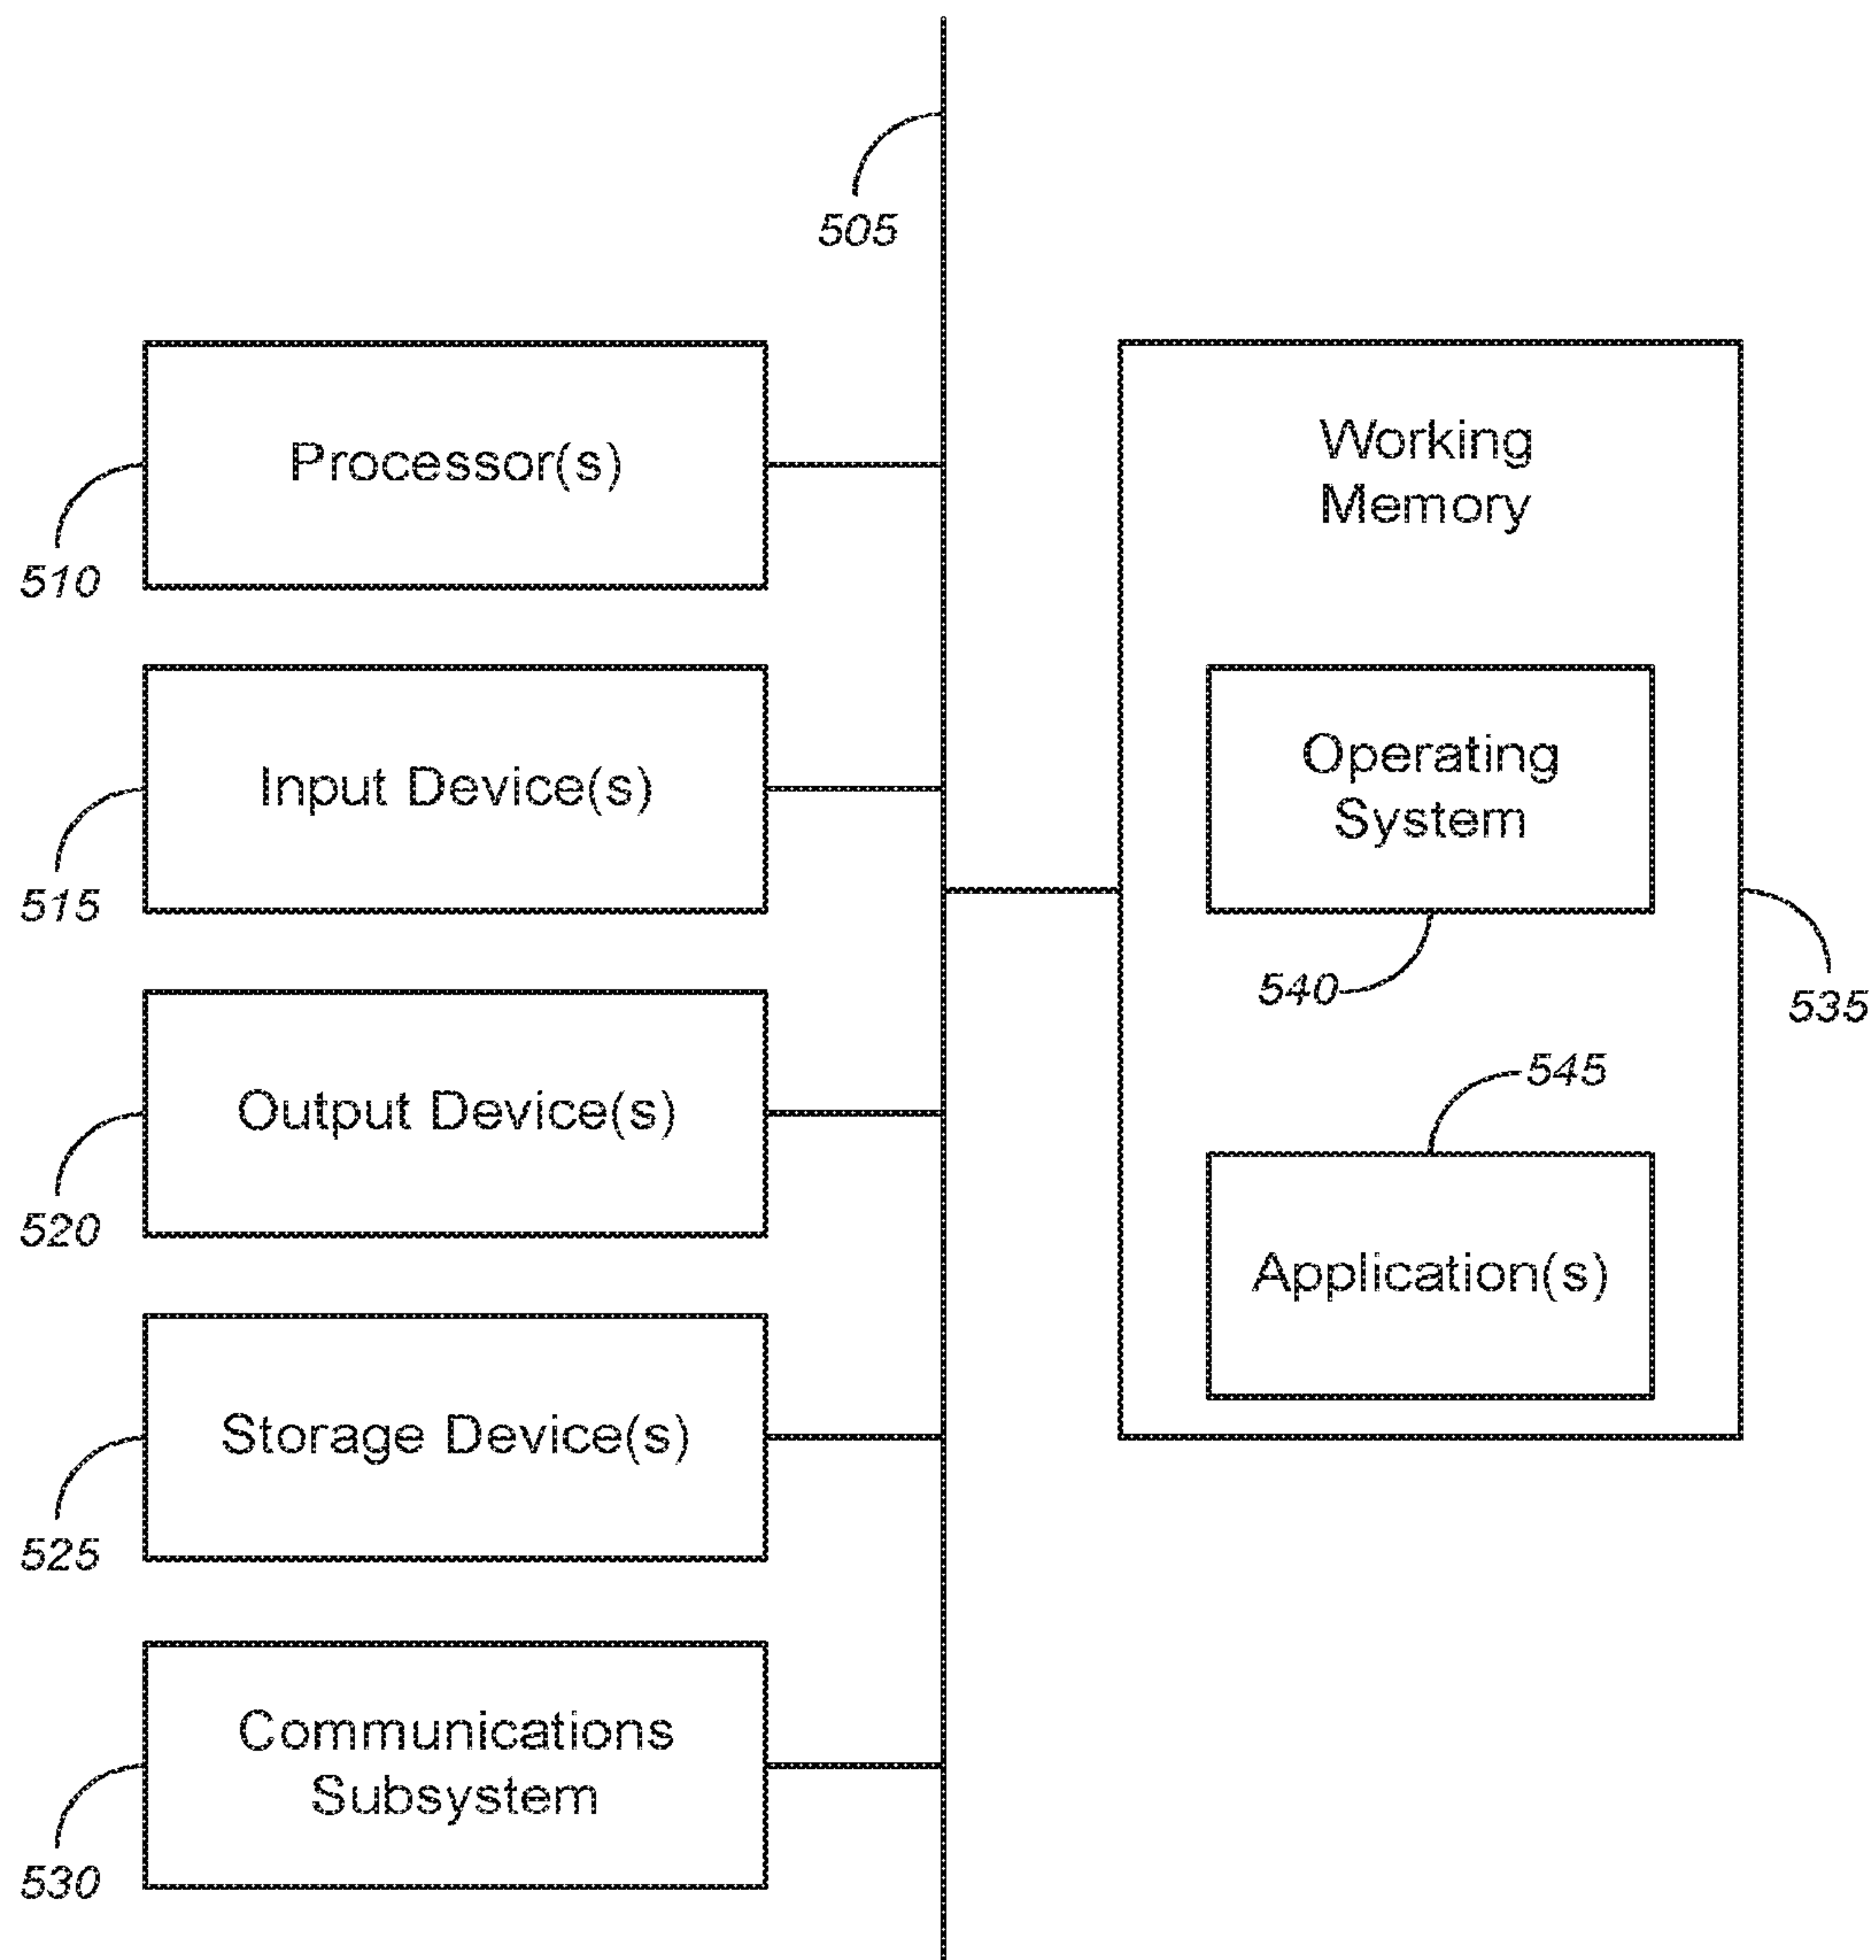 505
Processor(s)
510
Input Device(s)
515
Output Device(s)
520
Storage Device(s)
525
Communications
Subsystem
530
Working
Memory
Operating
System
540
535
545
Application(s)